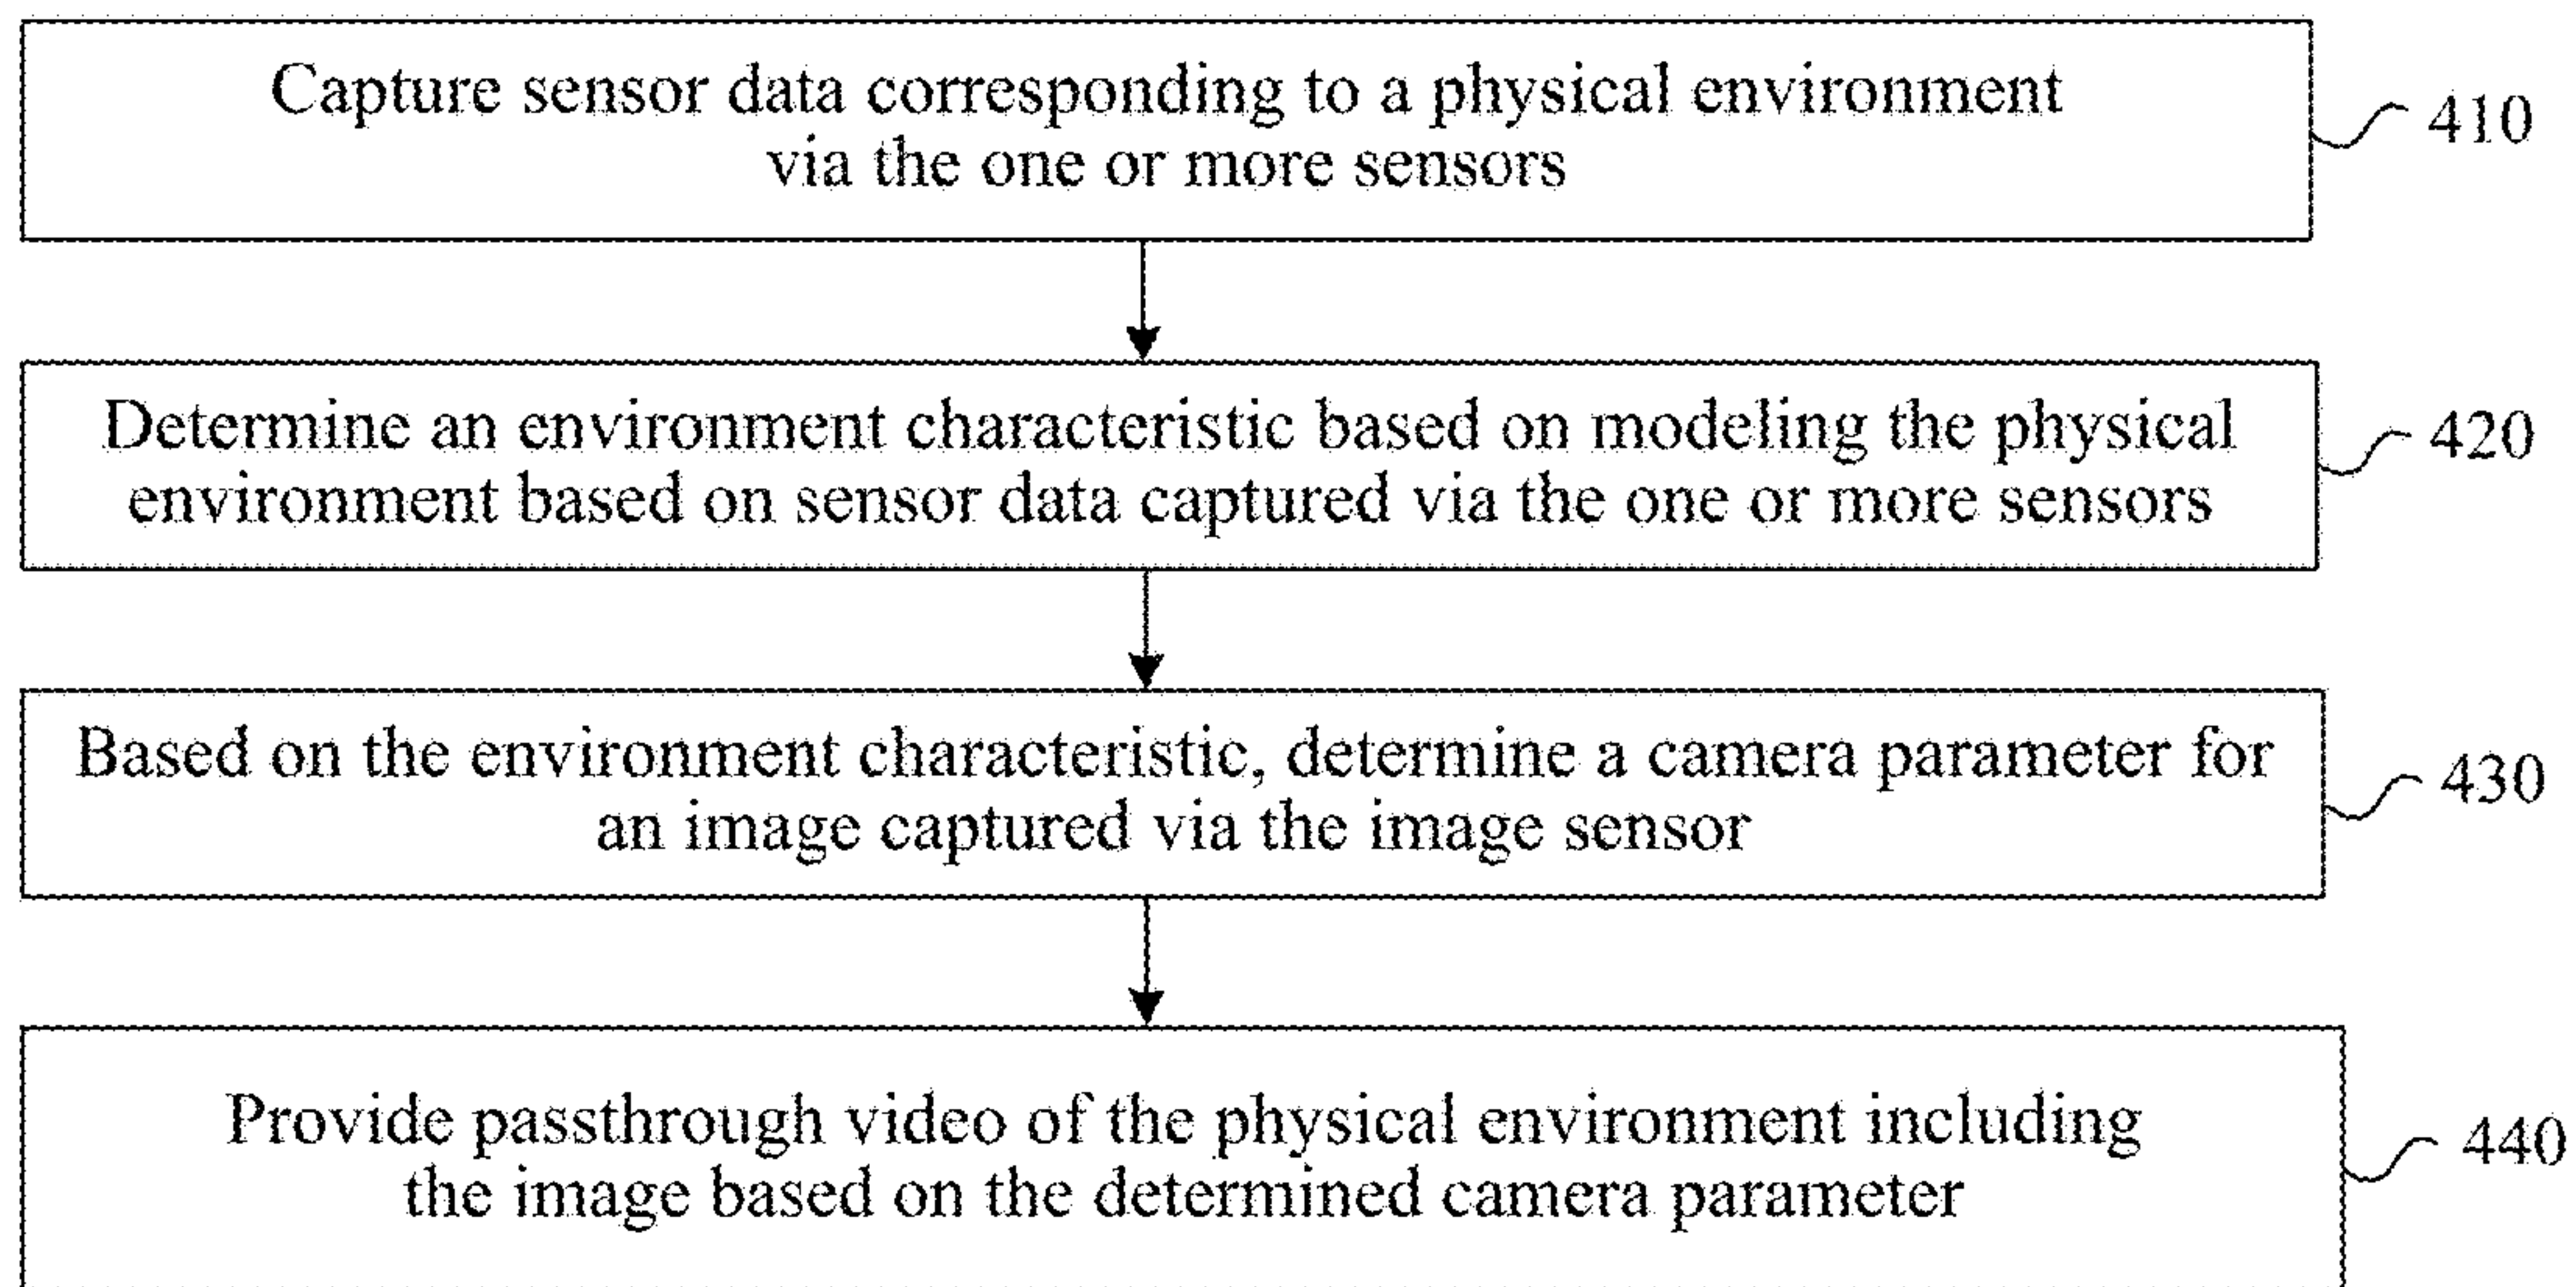 Capture sensor data corresponding to a physical environment
via the one or more sensors
410
Determine an environment characteristic based on modeling the physical
environment based on sensor data captured via the one or more sensors
420
Based on the environment characteristic, determine a camera parameter for
an image captured via the image sensor
430
Provide passthrough video of the physical environment including
the image based on the determined camera parameter
440